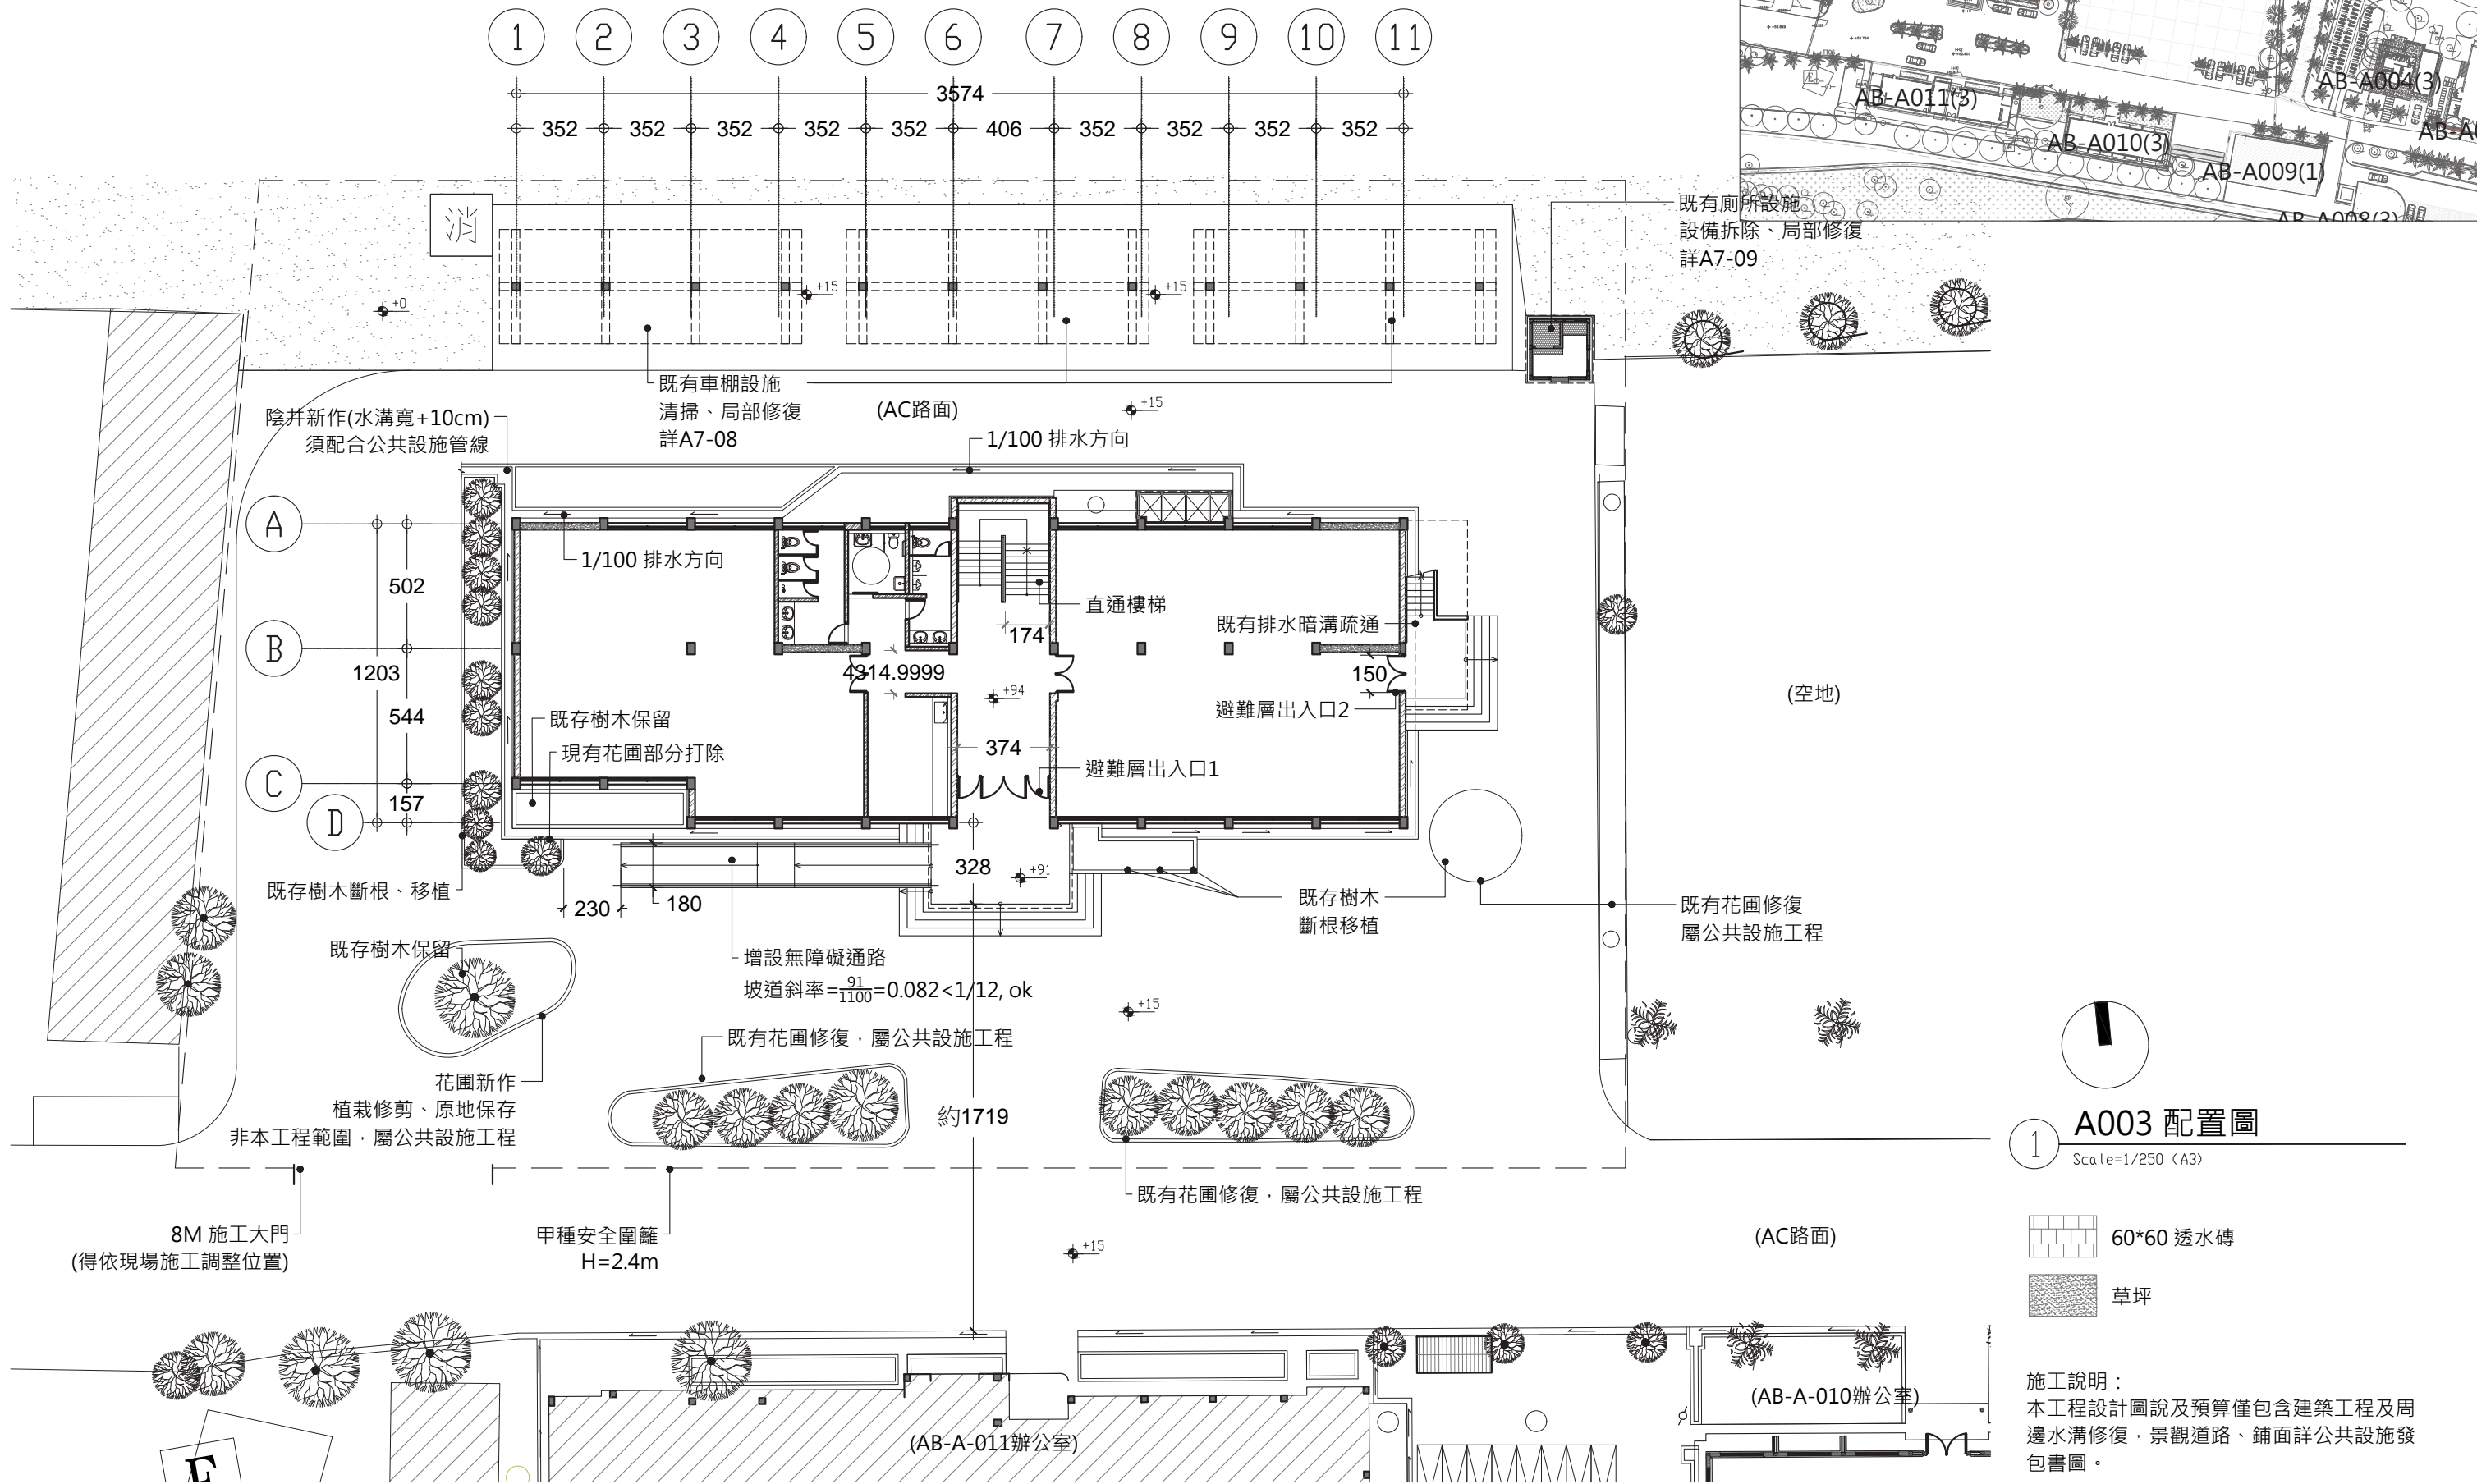 1 2 3 4 5 6 7 8 9 10 11
3574
352 352 352 352 352 406 352 352 352 352
AB-A011(3)
AB-A004(3)
AB-A010(3)
AB-A009(1)
消
既有廁所設施
設備拆除、局部修復
詳A7-09
+0
+15
+15
既有車棚設施
清掃、局部修復
詳A7-08
(AC路面)
+15
陰井新作(水溝寬+10cm)
須配合公共設施管線
1/100 排水方向
A
1/100 排水方向
502
直通樓梯
既有排水暗溝疏通
174
B
1203
4314.9999
150
+94
(空地)
避難層出入口2
544
既存樹木保留
現有花圃部分打除
374
避難層出入口1
C
157
D
328
+91
既存樹木斷根、移植
230
180
既存樹木
斷根移植
既有花圃修復
屬公共設施工程
既存樹木保留
增設無障礙通路
坡道斜率=91/1100=0.082<1/12, ok
+15
既有花圃修復，屬公共設施工程
花圃新作
植栽修剪、原地保存
非本工程範圍，屬公共設施工程
約1719
1
A003 配置圖
Scale=1/250 (A3)
既有花圃修復，屬公共設施工程
8M 施工大門
(得依現場施工調整位置)
甲種安全圍籬
H=2.4m
+15
(AC路面)
60*60 透水磚
草坪
(AB-A-010辦公室)
(AB-A-011辦公室)
施工說明：
本工程設計圖說及預算僅包含建築工程及周
邊水溝修復，景觀道路、鋪面詳公共設施發
包書圖。